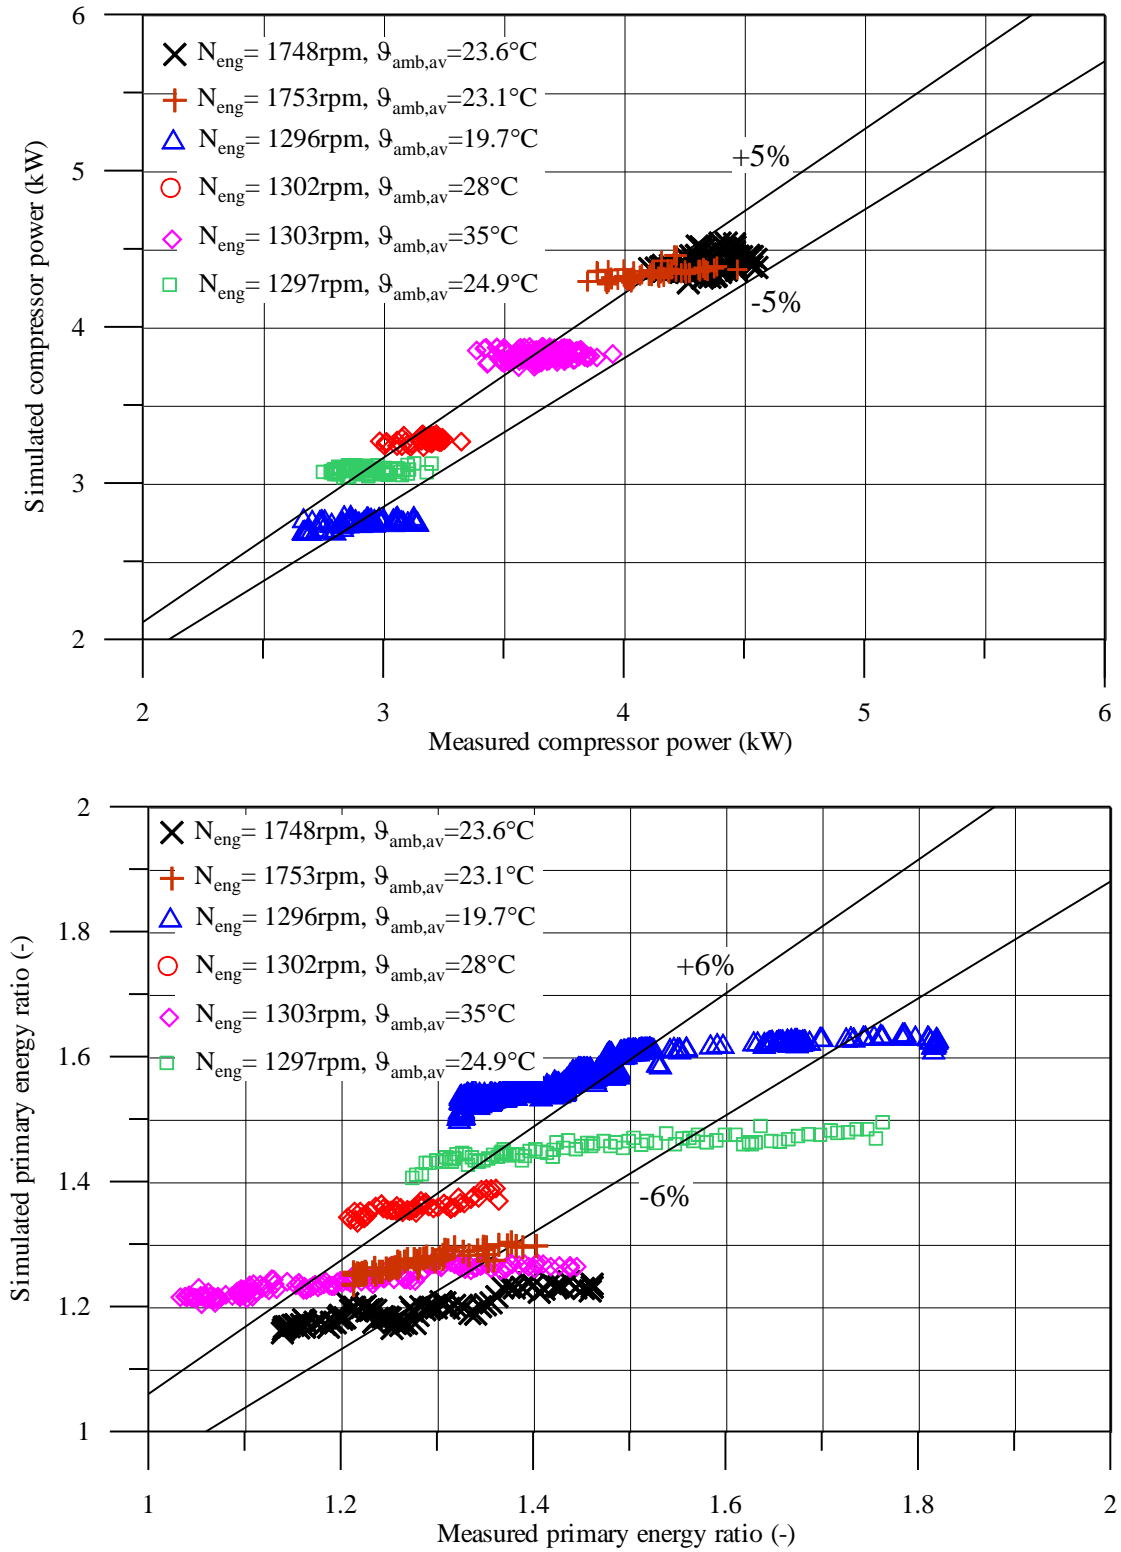 6
N_eng= 1748rpm, ϑ_amb,av=23.6°C
N_eng= 1753rpm, ϑ_amb,av=23.1°C
N_eng= 1296rpm, ϑ_amb,av=19.7°C
N_eng= 1302rpm, ϑ_amb,av=28°C
N_eng= 1303rpm, ϑ_amb,av=35°C
N_eng= 1297rpm, ϑ_amb,av=24.9°C
+5%
-5%
5
4
3
2
Simulated compressor power (kW)
2 3 4 5 6
Measured compressor power (kW)
2
N_eng= 1748rpm, ϑ_amb,av=23.6°C
N_eng= 1753rpm, ϑ_amb,av=23.1°C
N_eng= 1296rpm, ϑ_amb,av=19.7°C
N_eng= 1302rpm, ϑ_amb,av=28°C
N_eng= 1303rpm, ϑ_amb,av=35°C
N_eng= 1297rpm, ϑ_amb,av=24.9°C
+6%
-6%
1.8
1.6
1.4
1.2
1
Simulated primary energy ratio (-)
1 1.2 1.4 1.6 1.8 2
Measured primary energy ratio (-)